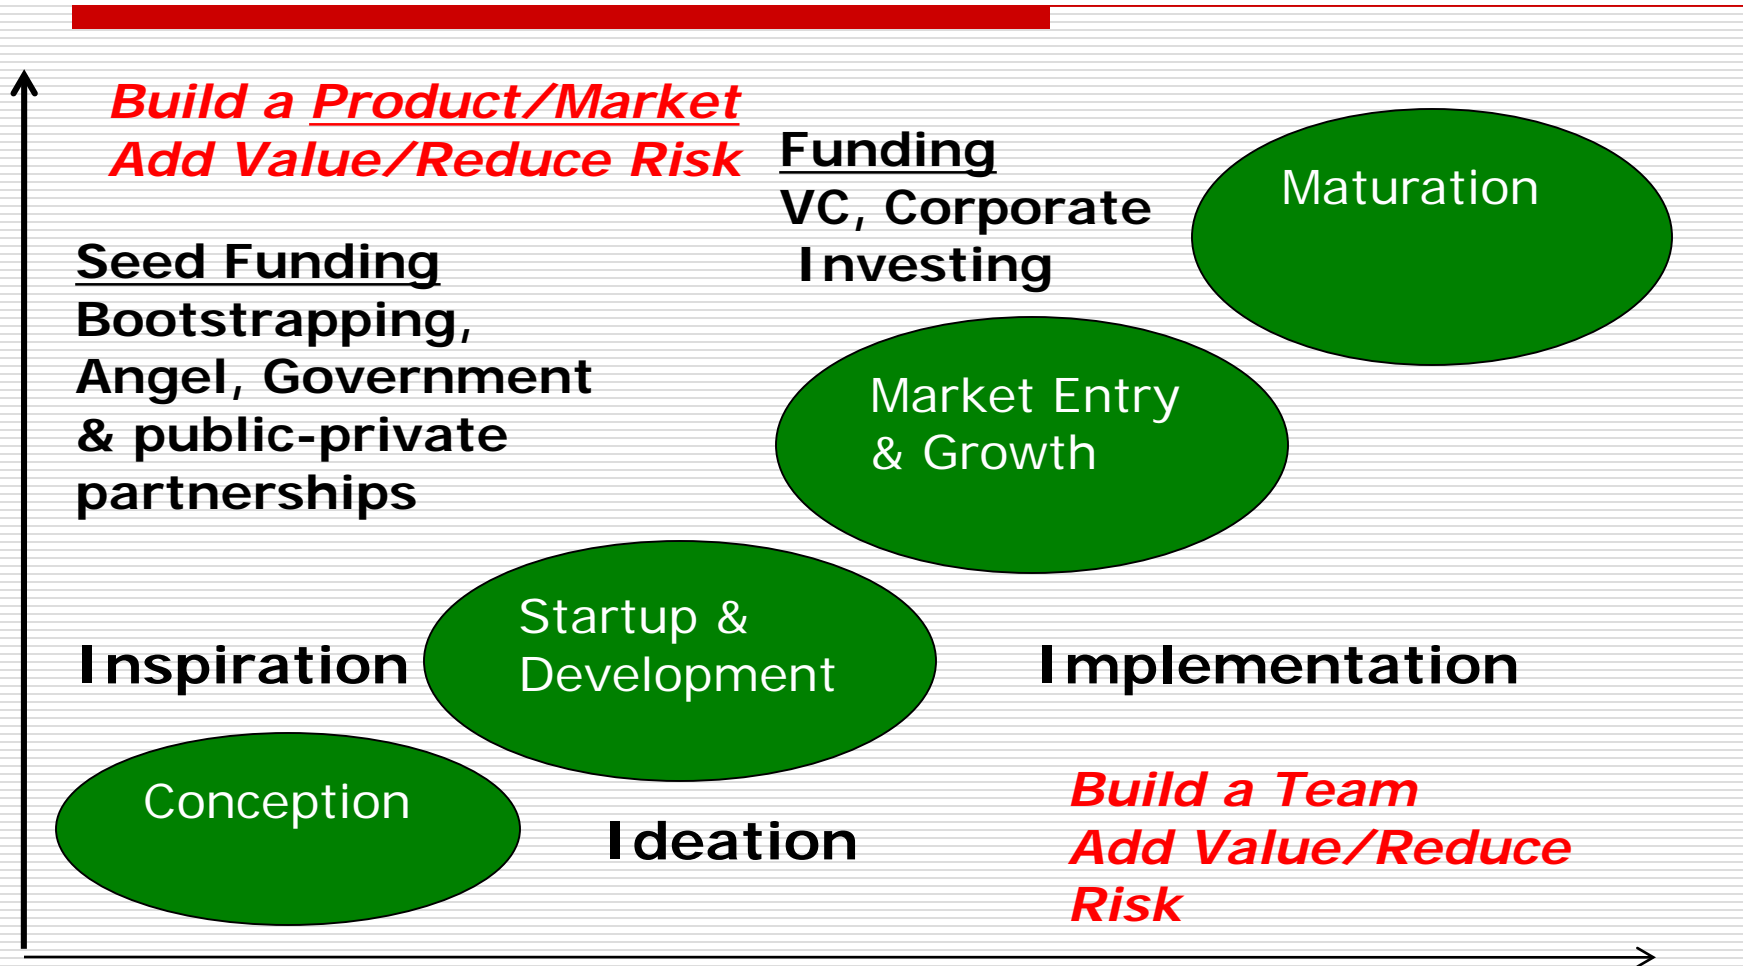 Build a Product/Market
Add Value/Reduce Risk
Funding
VC, Corporate
Investing
Maturation
Seed Funding
Bootstrapping,
Angel, Government
& public-private
partnerships
Market Entry
& Growth
Startup &
Development
Inspiration
Implementation
Conception
Ideation
Build a Team
Add Value/Reduce
Risk